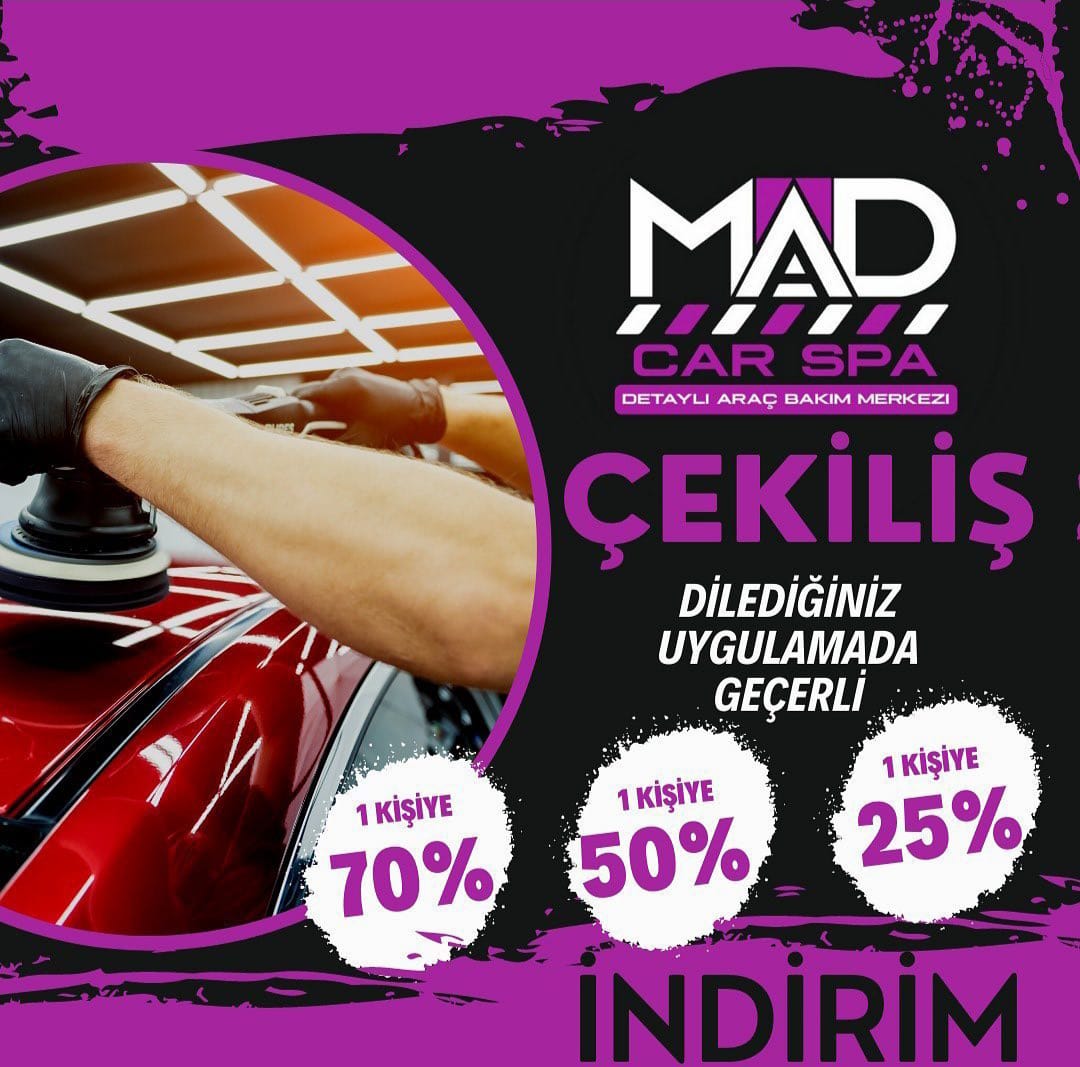 MAD
CAR SPA
DETAYLI ARAÇ BAKIM MERKEZI
ÇEKİLİŞ
DİLEDİĞİNİZ
UYGULAMADA
GEÇERLİ
1 KİŞİYE
70%
1 KİŞİYE
50%
1 KİŞİYE
25%
İNDİRİM